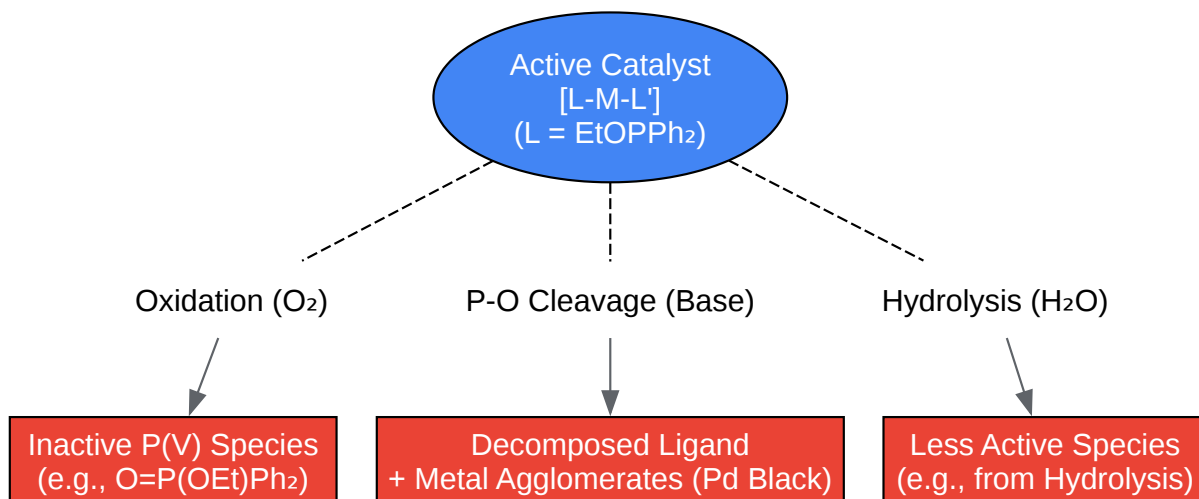 Active Catalyst
[L-M-L']
(L = EtOPPh₂)
Oxidation (O₂)
P-O Cleavage (Base)
Hydrolysis (H₂O)
Inactive P(V) Species
(e.g., O=P(OEt)Ph₂)
Decomposed Ligand
+ Metal Agglomerates (Pd Black)
Less Active Species
(e.g., from Hydrolysis)